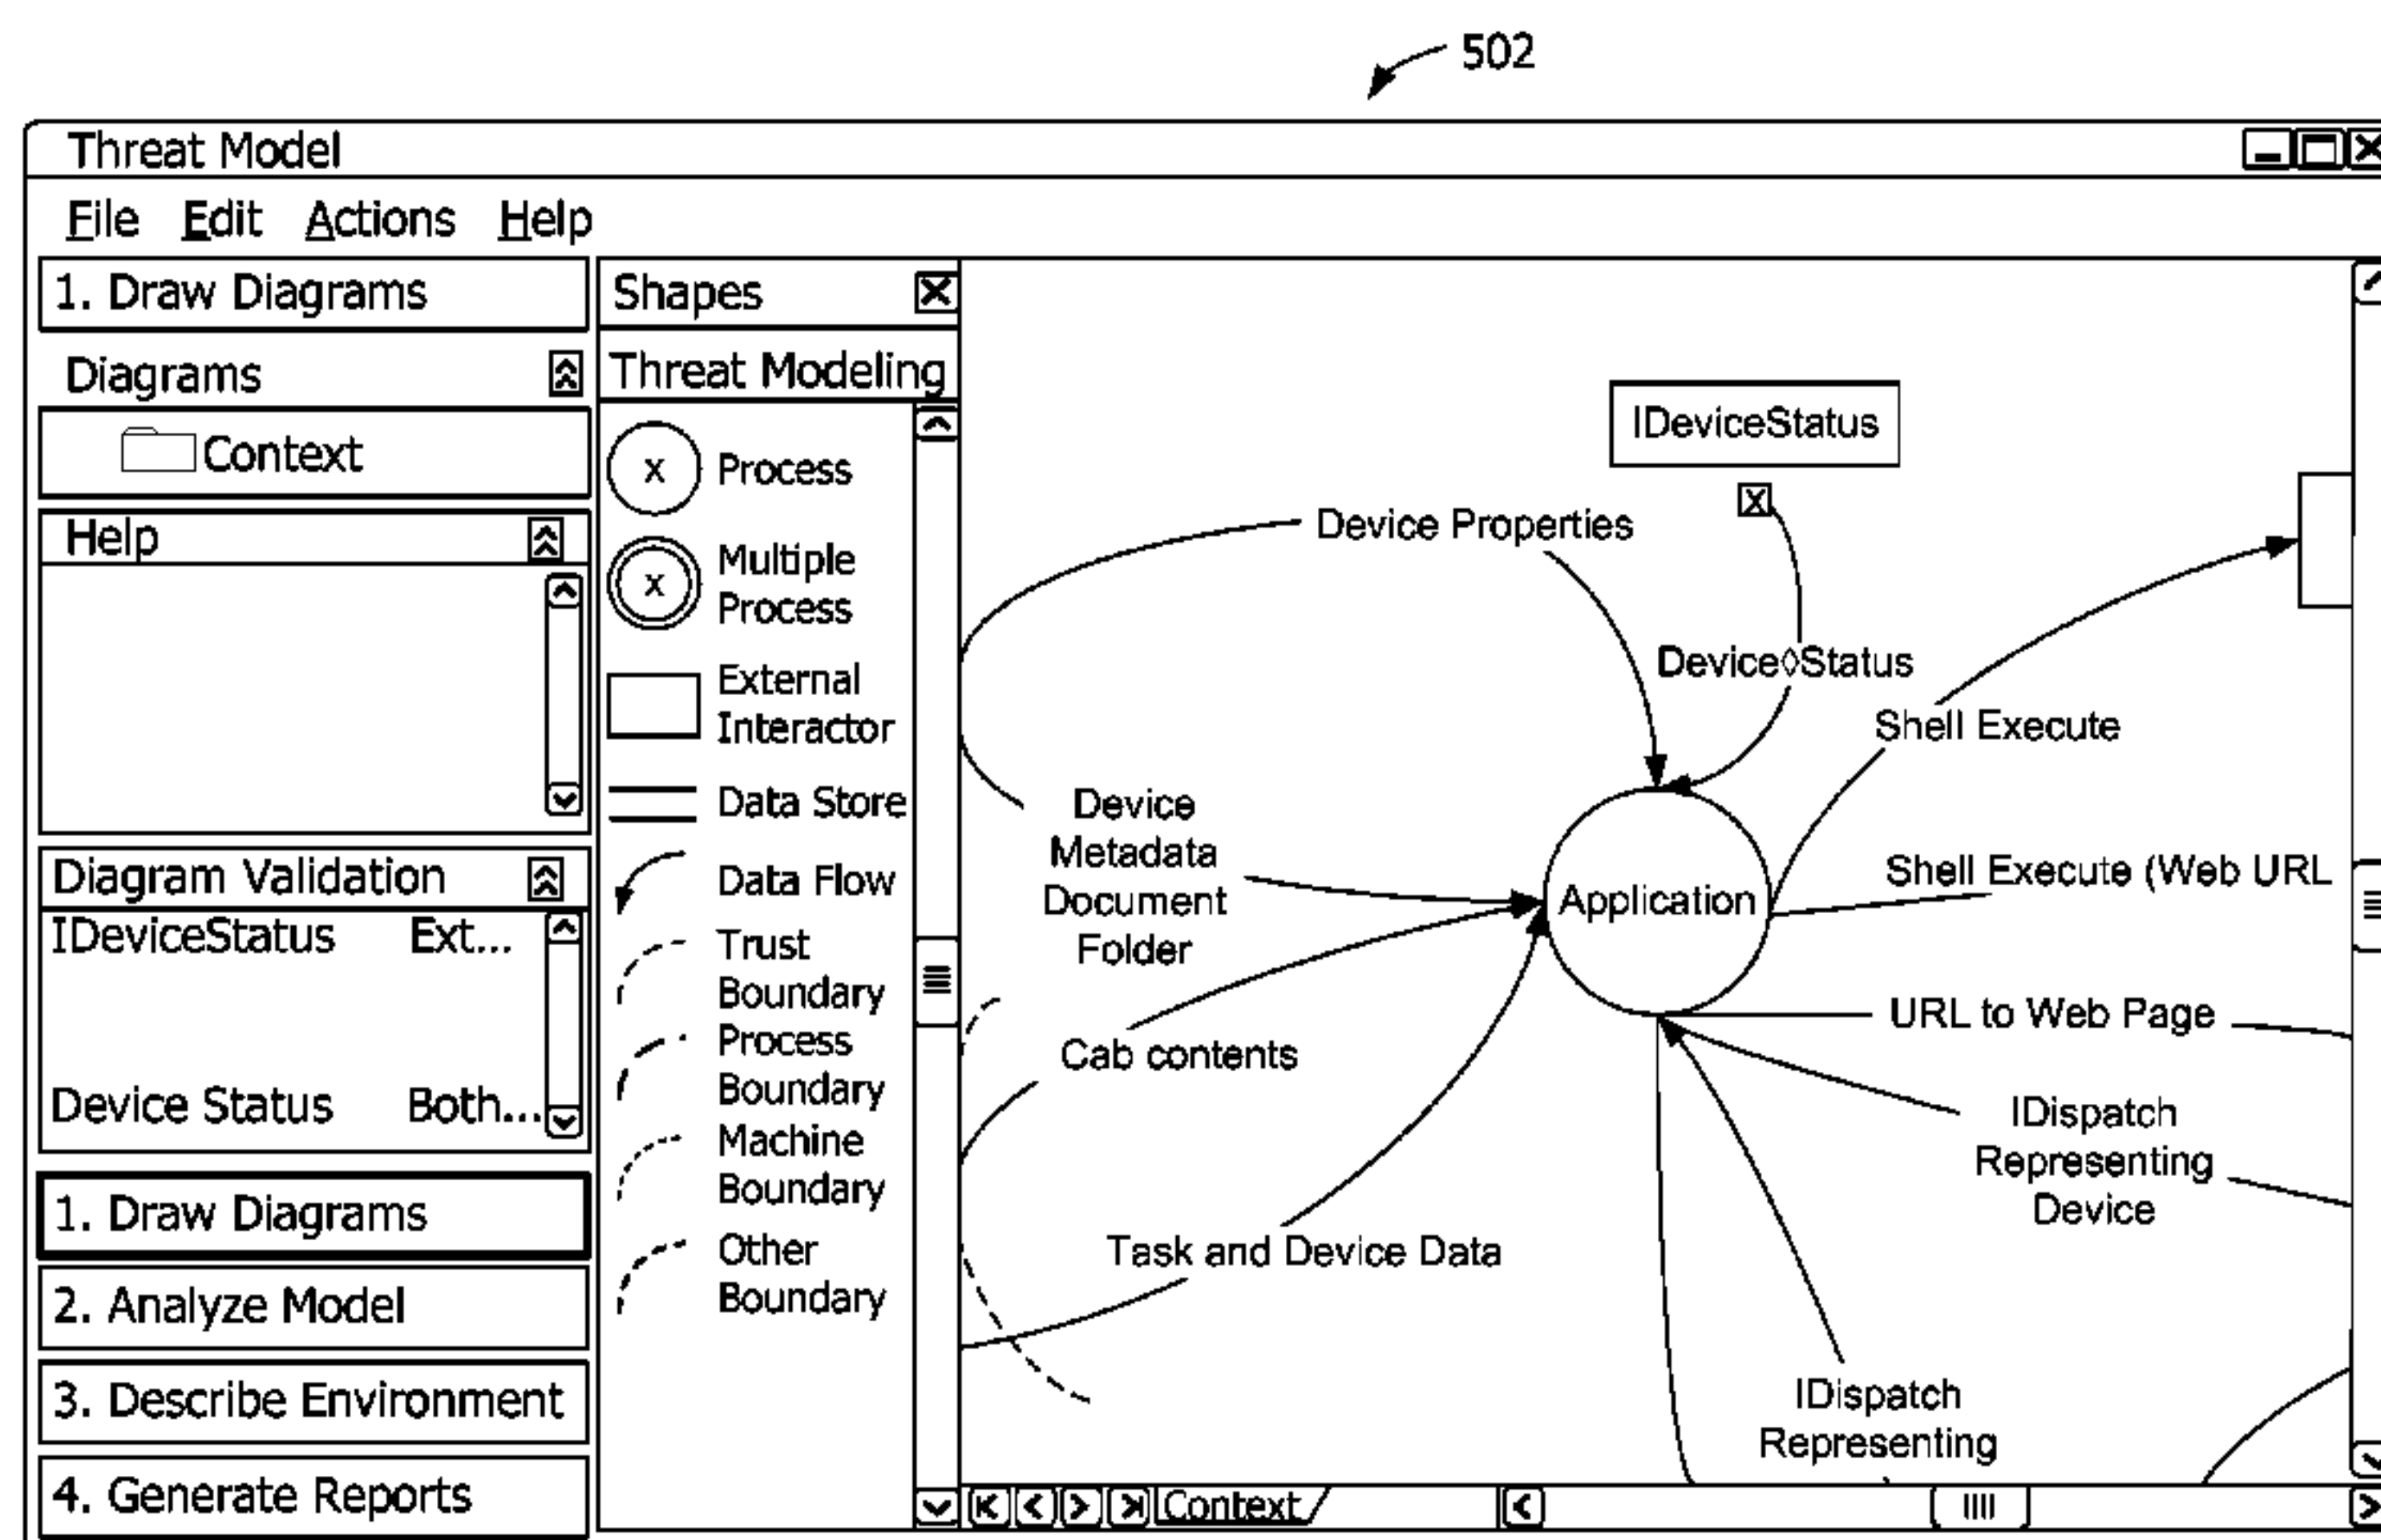 502
Threat Model
File Edit Actions Help
1. Draw Diagrams
Diagrams
Context
Help
Diagram Validation
IDeviceStatus Ext...
Device Status Both...
1. Draw Diagrams
2. Analyze Model
3. Describe Environment
4. Generate Reports
Shapes
Threat Modeling
x Process
x Multiple
Process
External
Interactor
Data Store
Data Flow
Trust
Boundary
Process
Boundary
Machine
Boundary
Other
Boundary
IDeviceStatus
X
Device Properties
Device◊Status
Shell Execute
Device
Metadata
Document
Folder
Application
Shell Execute (Web URL
Cab contents
URL to Web Page
IDispatch
Representing
Device
Task and Device Data
IDispatch
Representing
Context